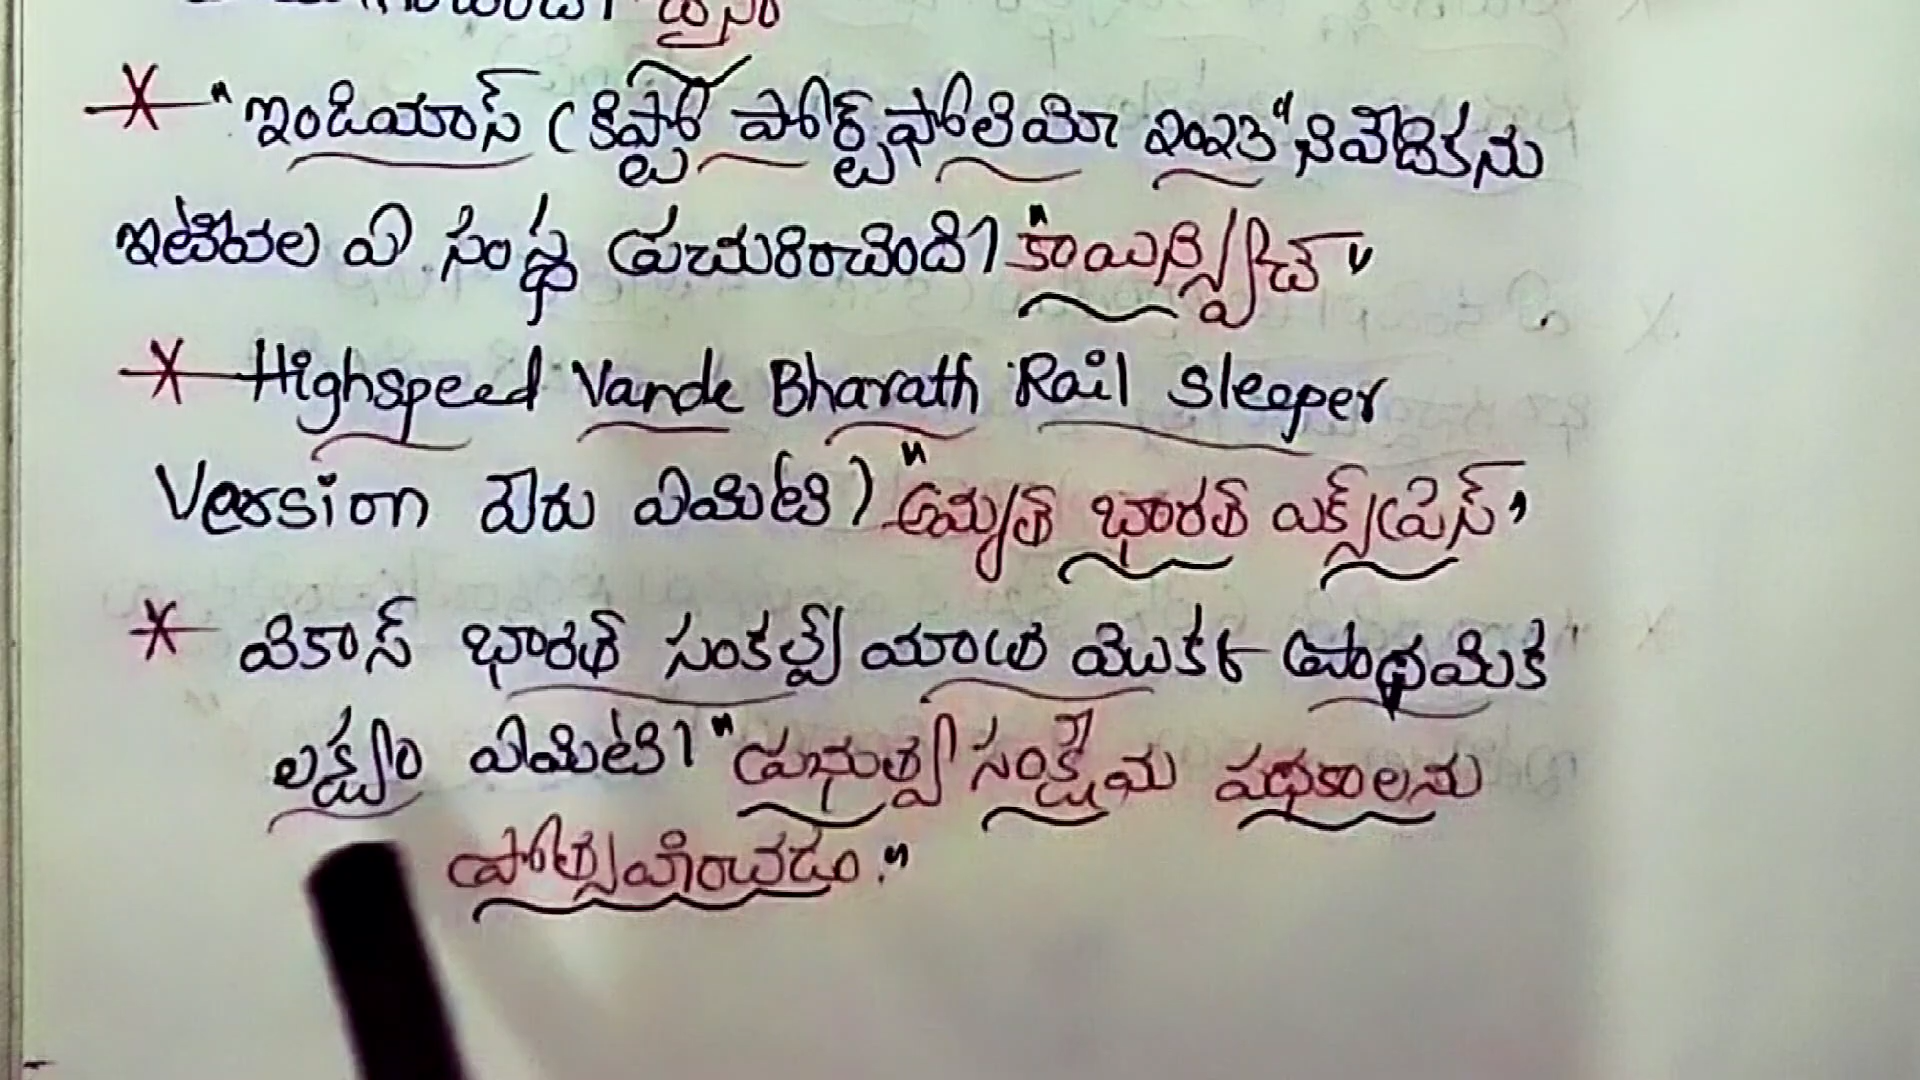 * "ఇండియాస్ క్రిప్టో పోర్ట్‌ఫోలియో ౨౦౨౩" నివేదికను
ఇటీవల ఏ సంస్థ ప్రచురించింది? "కాయిన్‌స్విచ్"
* Highspeed Vande Bharath Rail Sleeper
Version పేరు ఏమిటి? "అమృత్ భారత్ ఎక్స్‌ప్రెస్"
* వికాస్ భారత్ సంకల్ప్ యాత్ర యొక్క ప్రాథమిక
లక్ష్యం ఏమిటి? "ప్రభుత్వ సంక్షేమ పథకాలను
ప్రోత్సహించడం."